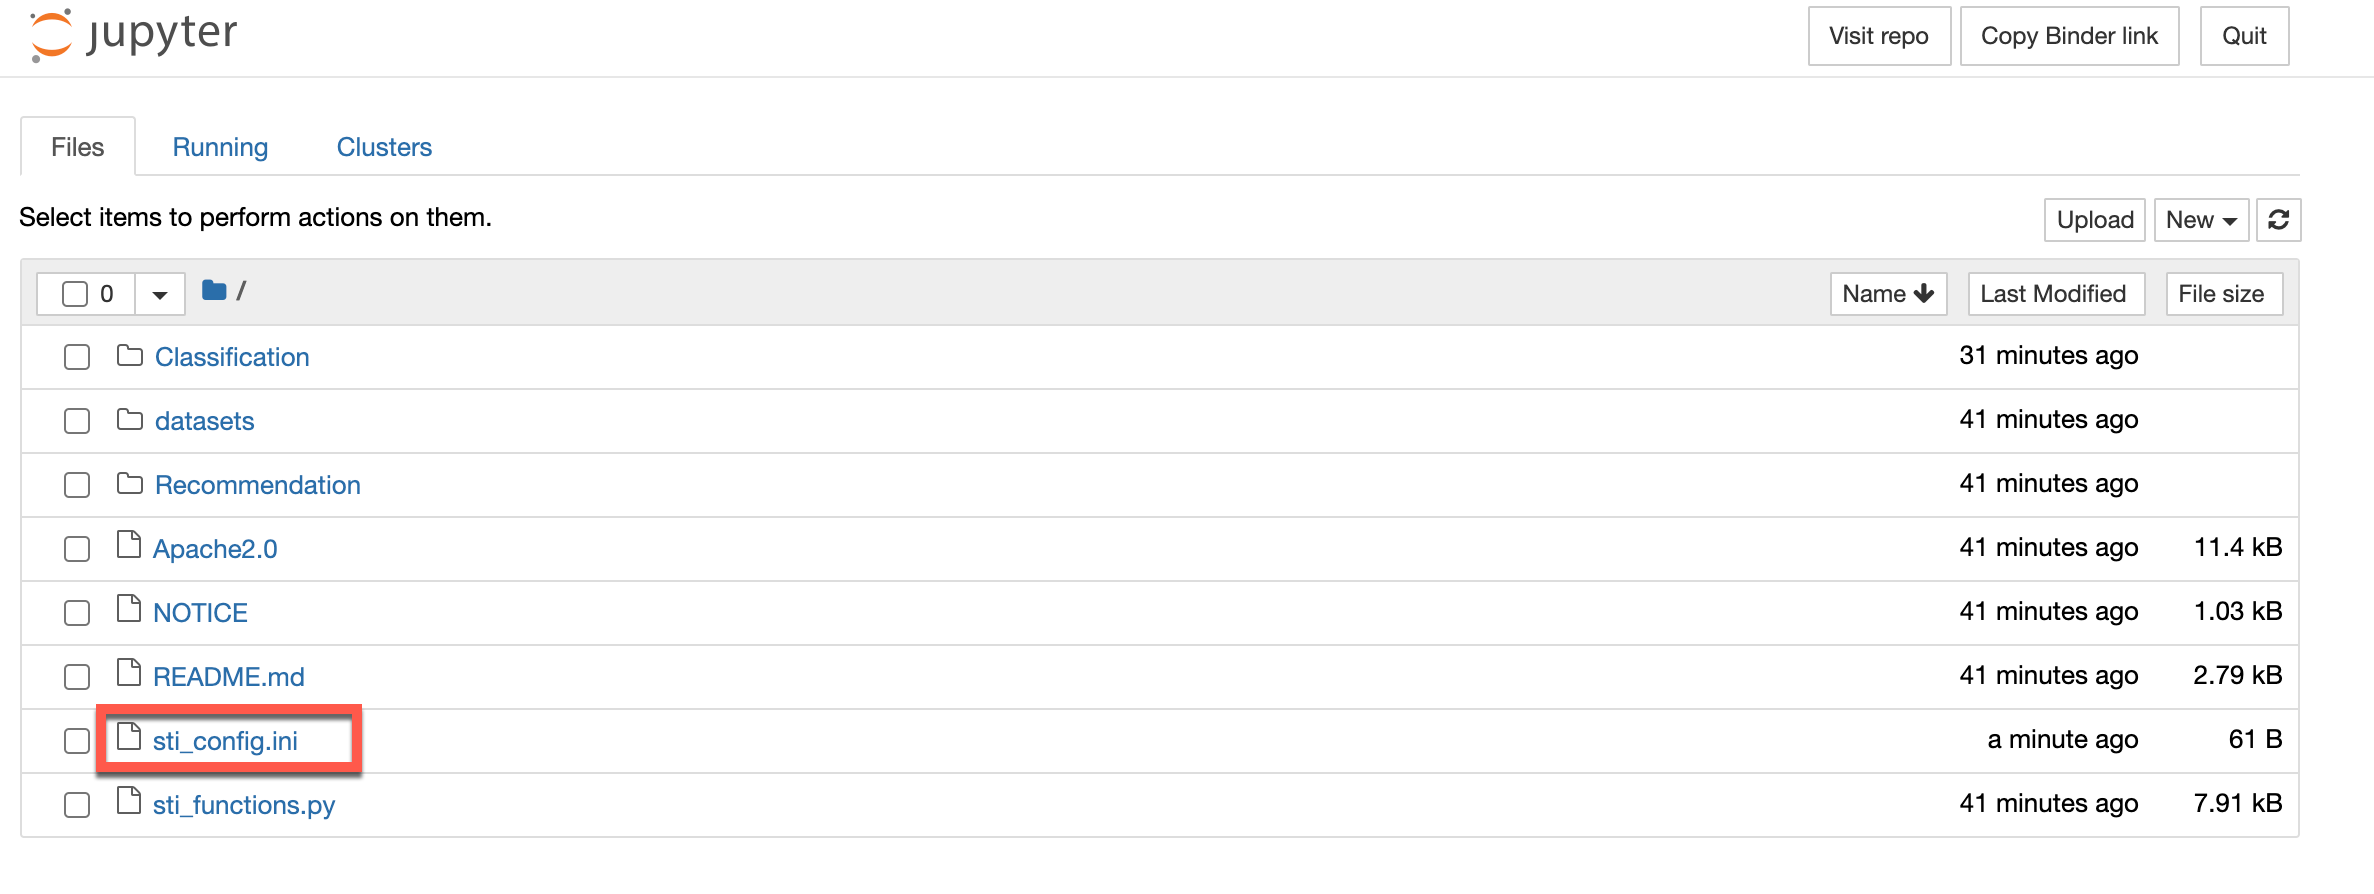 jupyter
Visit repo Copy Binder link Quit
Files Running Clusters
Select items to perform actions on them.
Upload New
0 / Name Last Modified File size
Classification 31 minutes ago
datasets 41 minutes ago
Recommendation 41 minutes ago
Apache2.0 41 minutes ago 11.4 kB
NOTICE 41 minutes ago 1.03 kB
README.md 41 minutes ago 2.79 kB
sti_config.ini a minute ago 61 B
sti_functions.py 41 minutes ago 7.91 kB